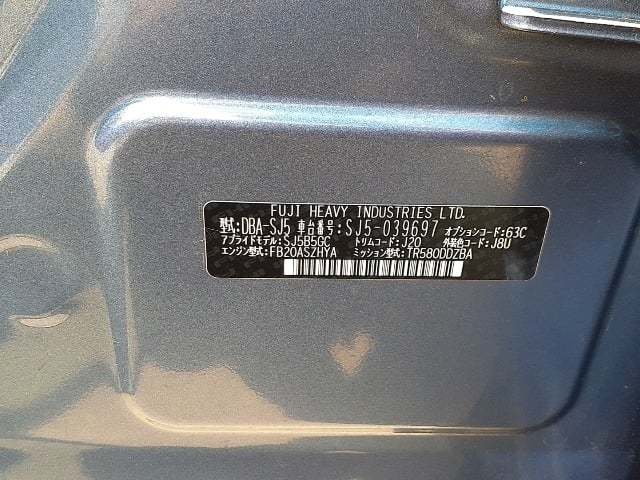 FUJI HEAVY INDUSTRIES LTD.
型式:DBA-SJ5 車台番号:SJ5-039697 オプションコード:63C
アプライドモデル:SJ5B5GC トリムコード:J20 外装色コード:J8U
エンジン型式:FB20ASZHYA ミッション型式:TR580DDZBA